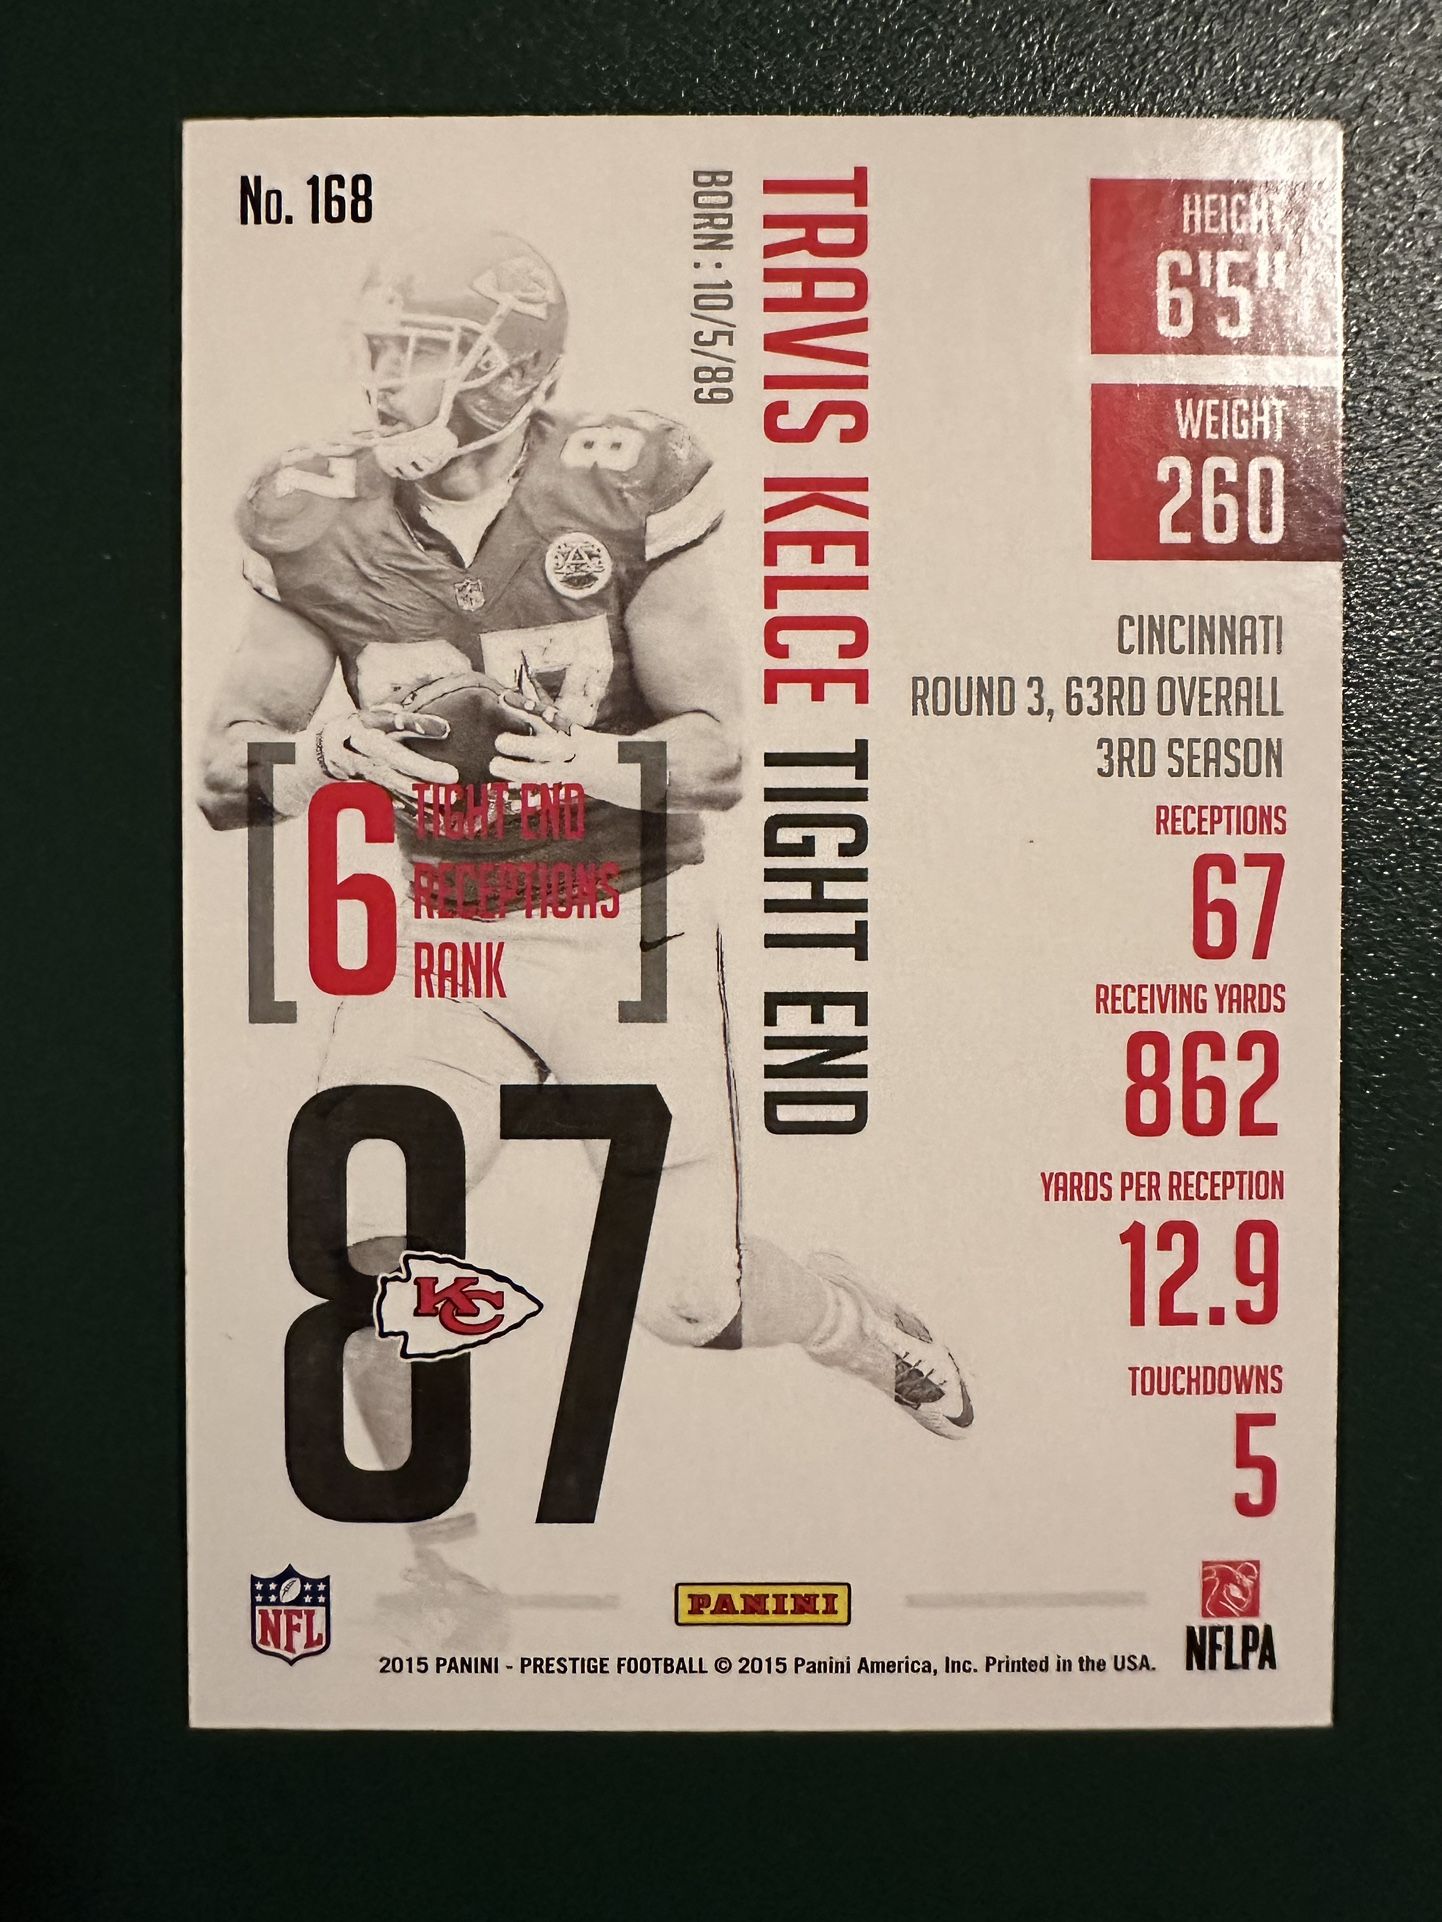 No. 168
BORN : 10/5/89
TRAVIS KELCE TIGHT END
HEIGHT
6'5"
WEIGHT
260
CINCINNATI
ROUND 3, 63RD OVERALL
3RD SEASON
RECEPTIONS
67
RECEIVING YARDS
862
YARDS PER RECEPTION
12.9
TOUCHDOWNS
5
8
87
[6 TIGHT END
RECEPTIONS
RANK]
87
KC
NFL
PANINI
NFLPA
2015 PANINI - PRESTIGE FOOTBALL © 2015 Panini America, Inc. Printed in the USA.